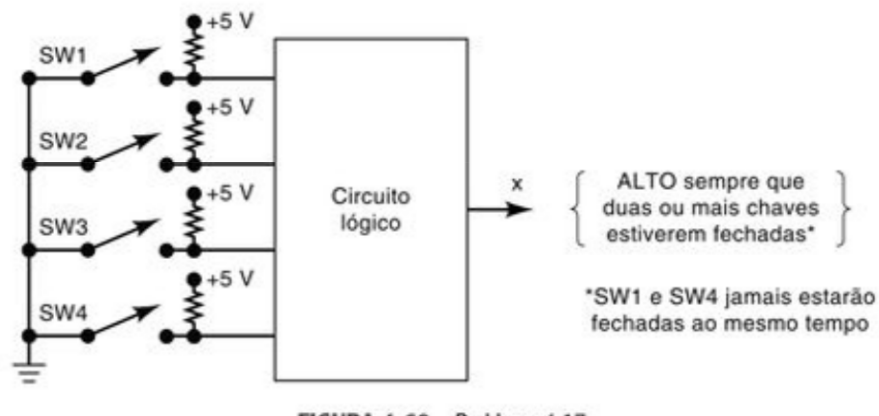 +5 V
SW1
+5 V
SW2
+5 V
SW3
+5 V
SW4
Circuito
lógico
x
ALTO sempre que
duas ou mais chaves
estiverem fechadas*
*SW1 e SW4 jamais estarão
fechadas ao mesmo tempo